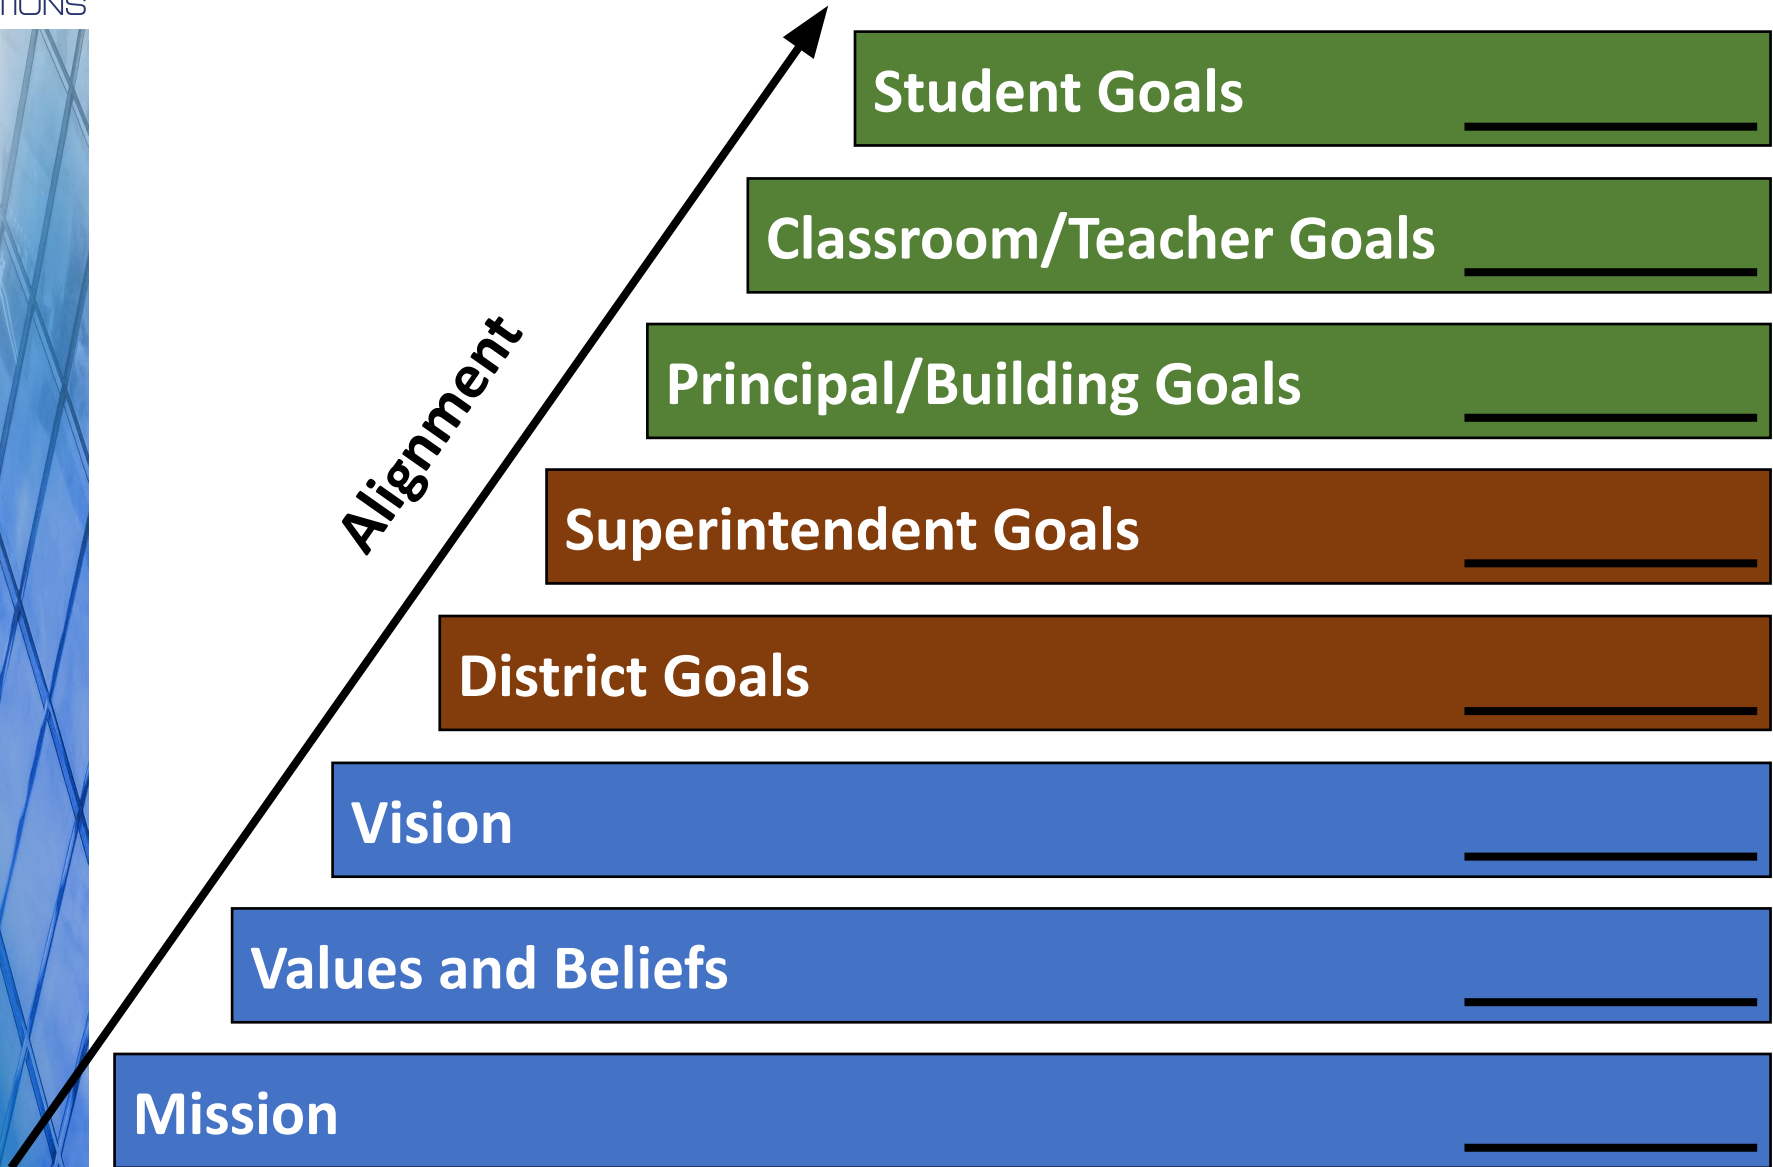 Student Goals
Classroom/Teacher Goals
Principal/Building Goals
Alignment
Superintendent Goals
District Goals
Vision
Values and Beliefs
Mission